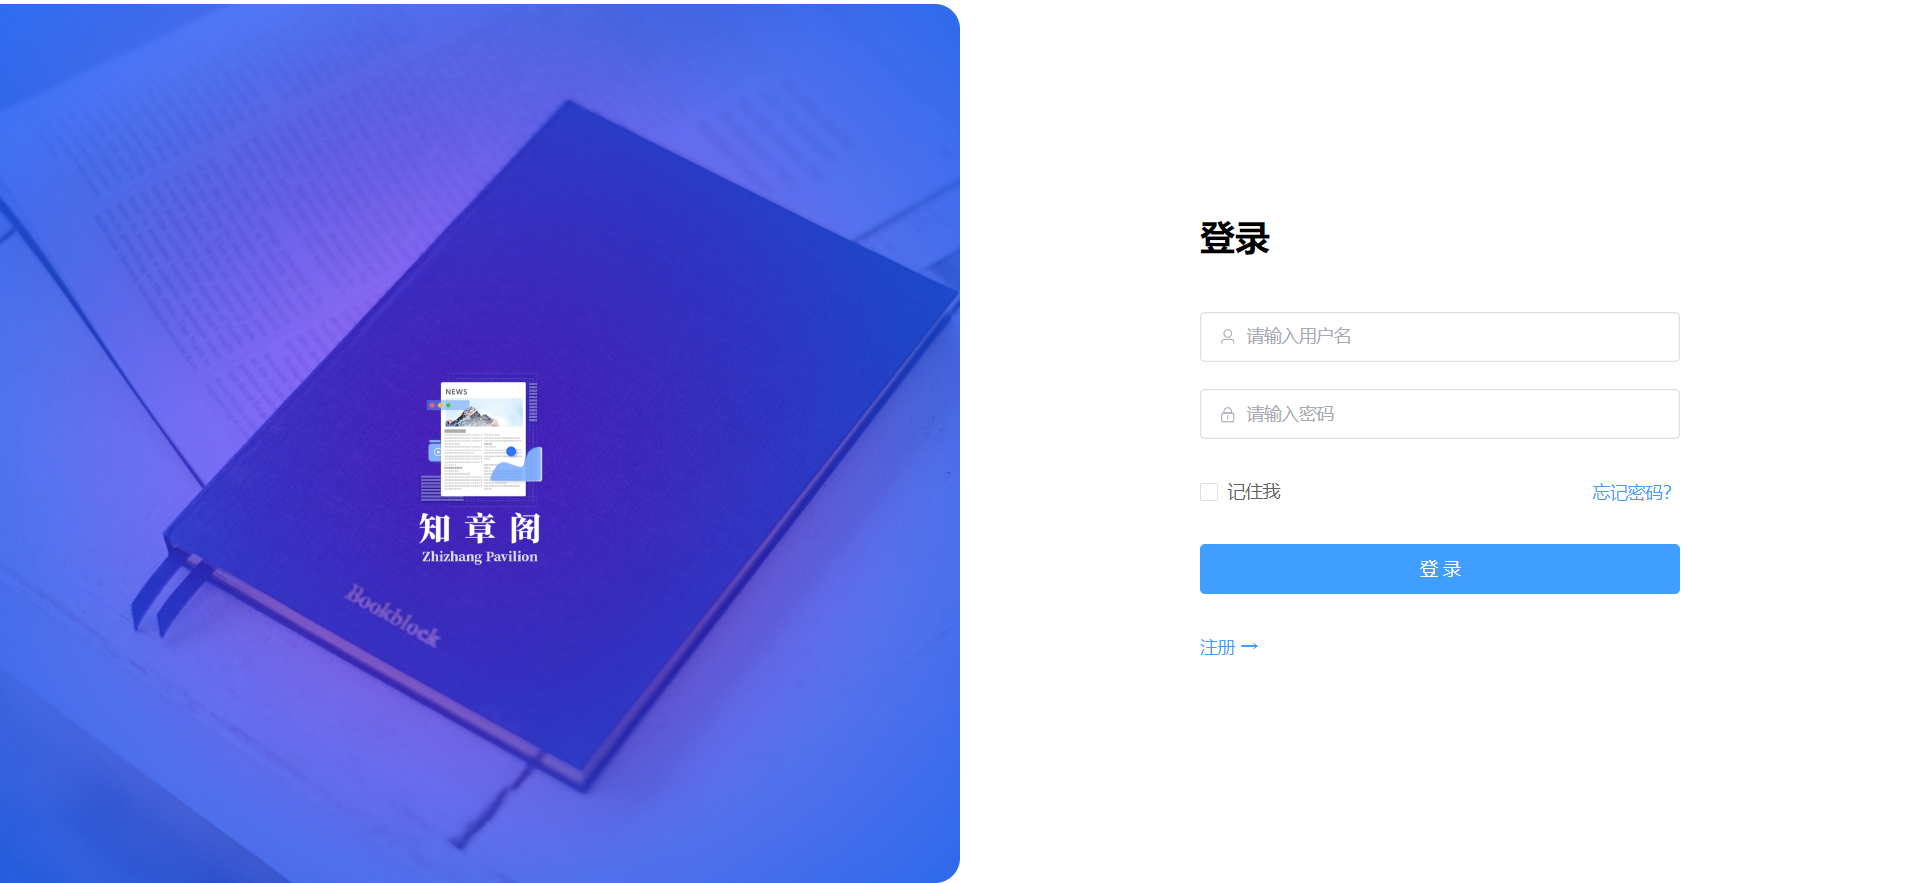 NEWS
知章阁
Zhizhang Pavilion
Bookblock
登录
请输入用户名
请输入密码
记住我
忘记密码?
登 录
注册 →